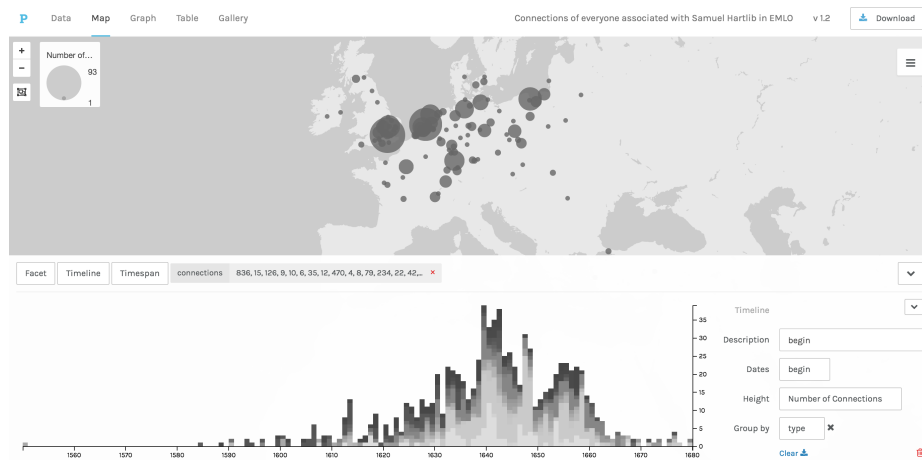 P Data Map Graph Table Gallery Connections of everyone associated with Samuel Hartlib in EMLO v 1.2 Download
+
−
Number of...
93
1
Facet Timeline Timespan connections 836, 15, 126, 9, 10, 6, 35, 12, 470, 4, 8, 79, 234, 22, 42,... ×
Timeline
Description begin
Dates begin
Height Number of Connections
Group by type ✖
Clear
35
30
25
20
15
10
5
0
1560 1570 1580 1590 1600 1610 1620 1630 1640 1650 1660 1670 1680